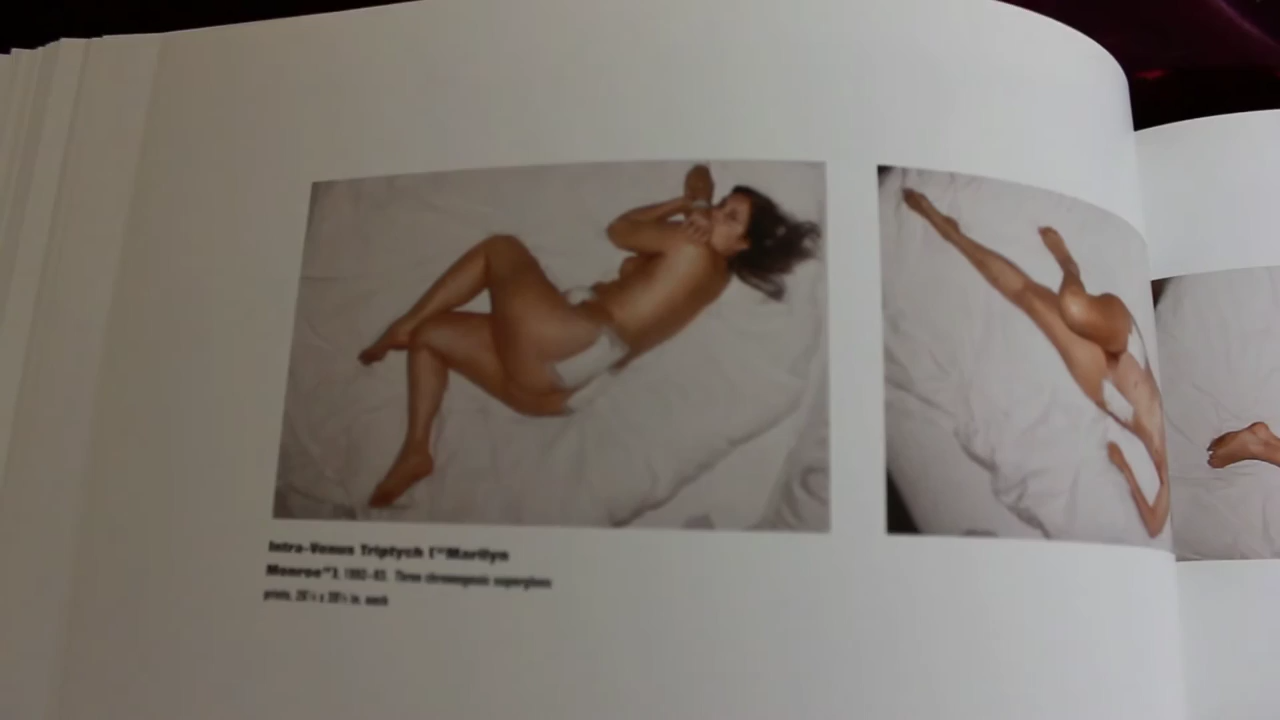 Intra-Venus Triptych ["Marilyn
Monroe"], 1992–93. Three chromogenic supergloss
prints, in. each